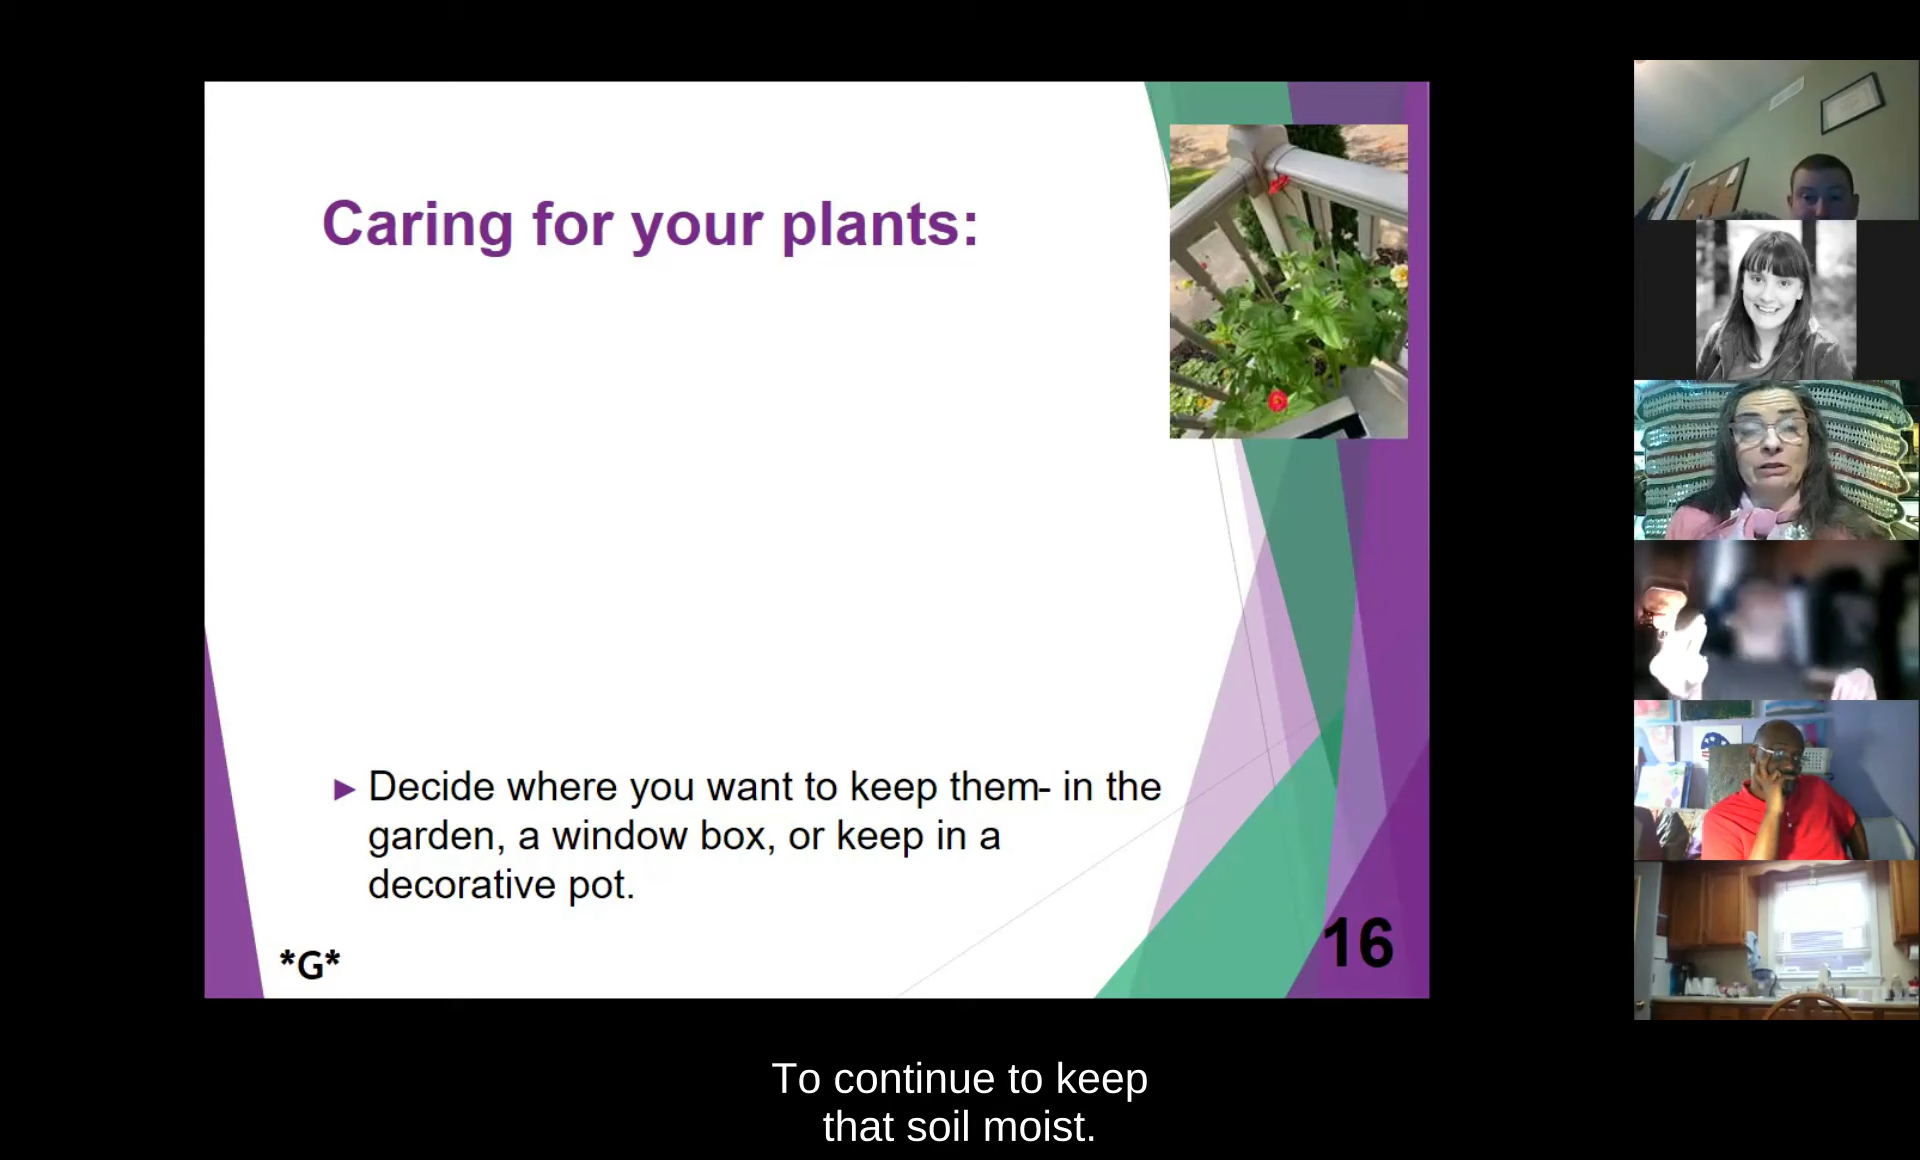 Caring for your plants:
► Decide where you want to keep them- in the
garden, a window box, or keep in a
decorative pot.
*G*
16
To continue to keep
that soil moist.